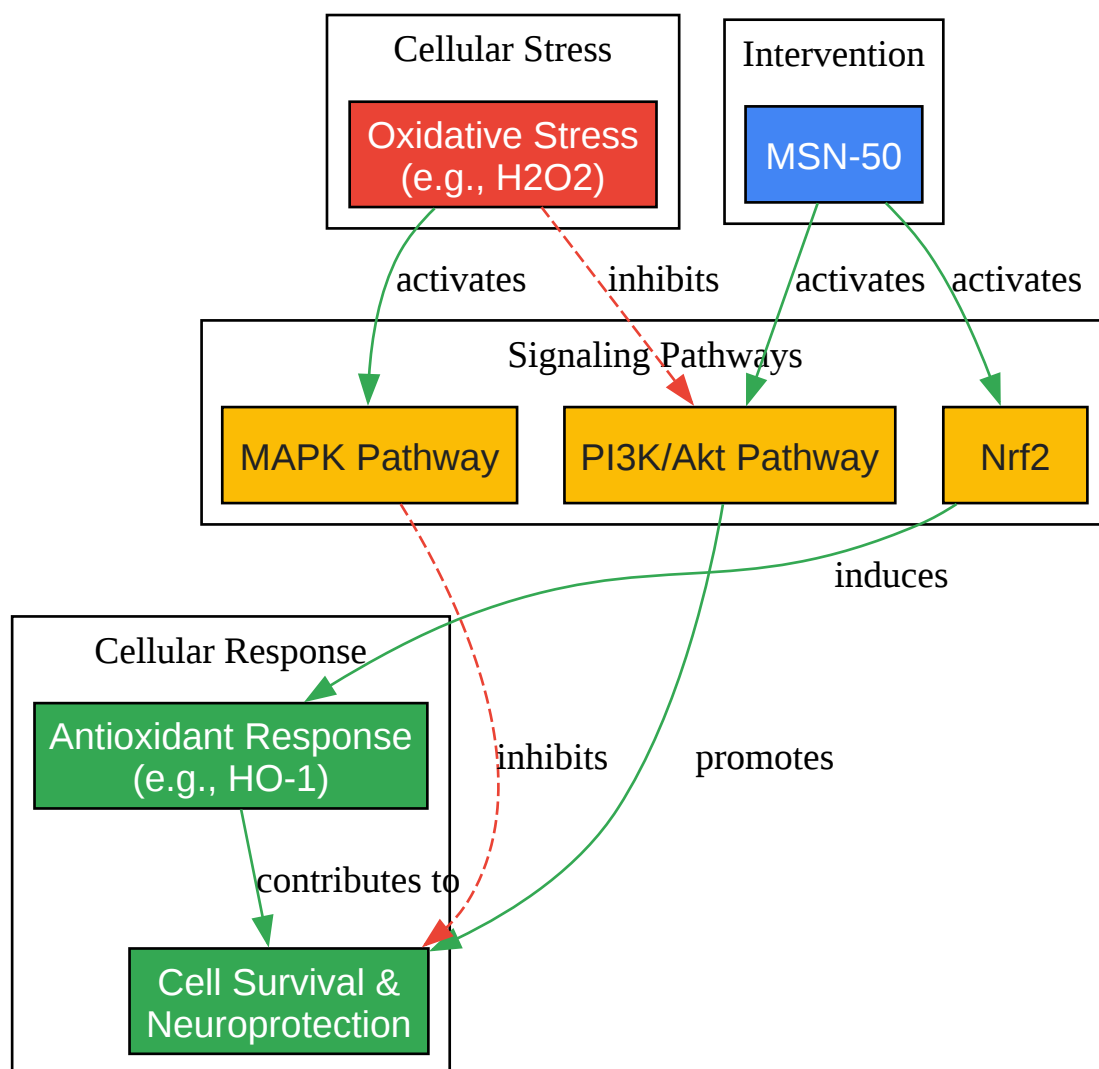 Cellular Stress
Intervention
Oxidative Stress
(e.g., H2O2)
MSN-50
activates
inhibits
activates
activates
Signaling Pathways
MAPK Pathway
PI3K/Akt Pathway
Nrf2
induces
Cellular Response
Antioxidant Response
(e.g., HO-1)
inhibits
promotes
contributes to
Cell Survival &
Neuroprotection